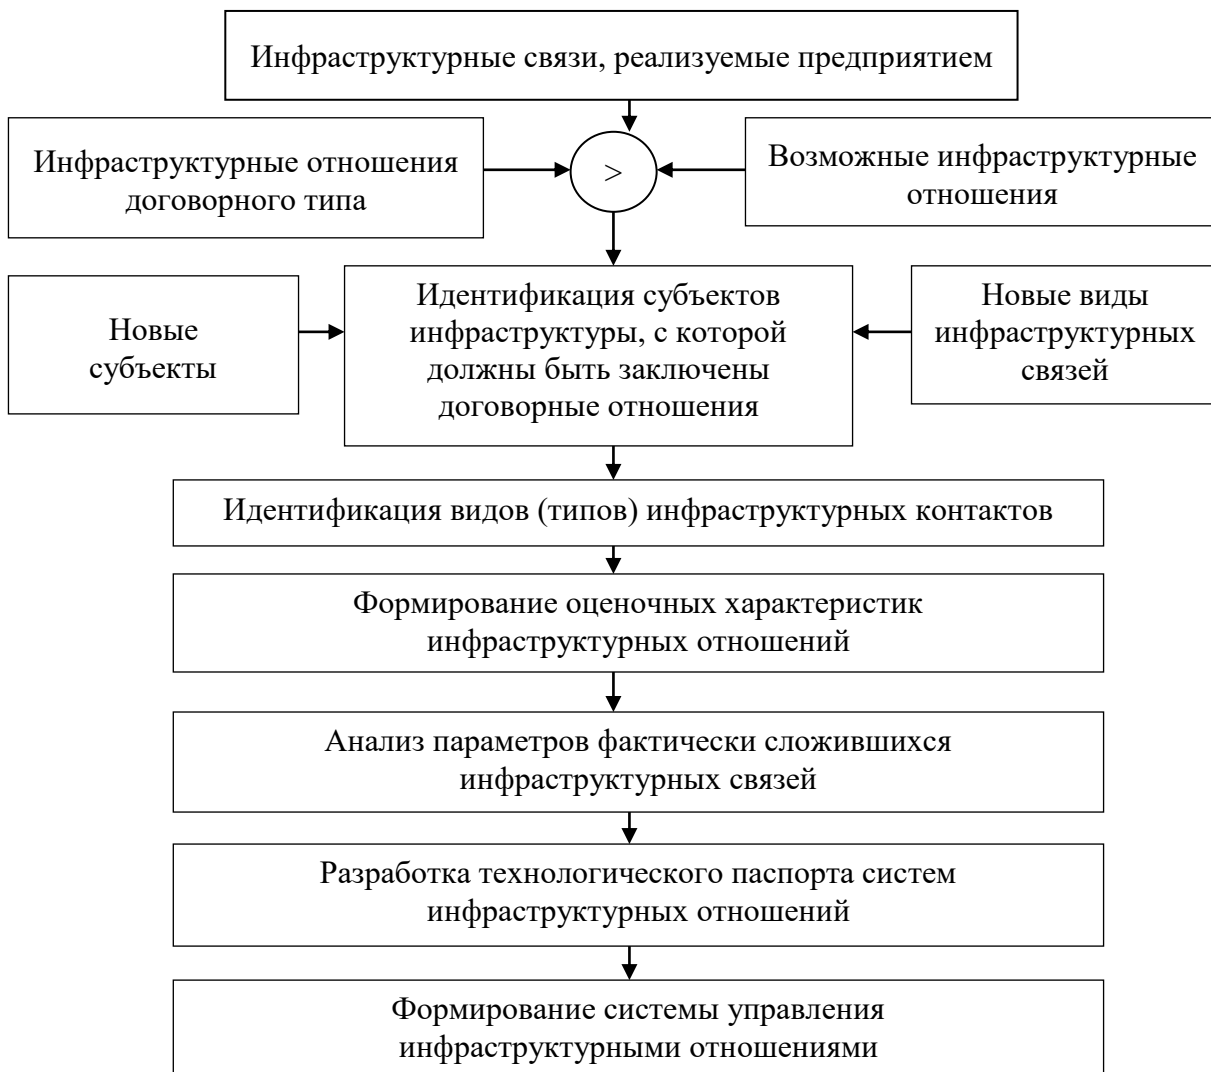 Инфраструктурные связи, реализуемые предприятием
Инфраструктурные отношения
договорного типа
>
Возможные инфраструктурные
отношения
Новые
субъекты
Идентификация субъектов
инфраструктуры, с которой
должны быть заключены
договорные отношения
Новые виды
инфраструктурных
связей
Идентификация видов (типов) инфраструктурных контактов
Формирование оценочных характеристик
инфраструктурных отношений
Анализ параметров фактически сложившихся
инфраструктурных связей
Разработка технологического паспорта систем
инфраструктурных отношений
Формирование системы управления
инфраструктурными отношениями